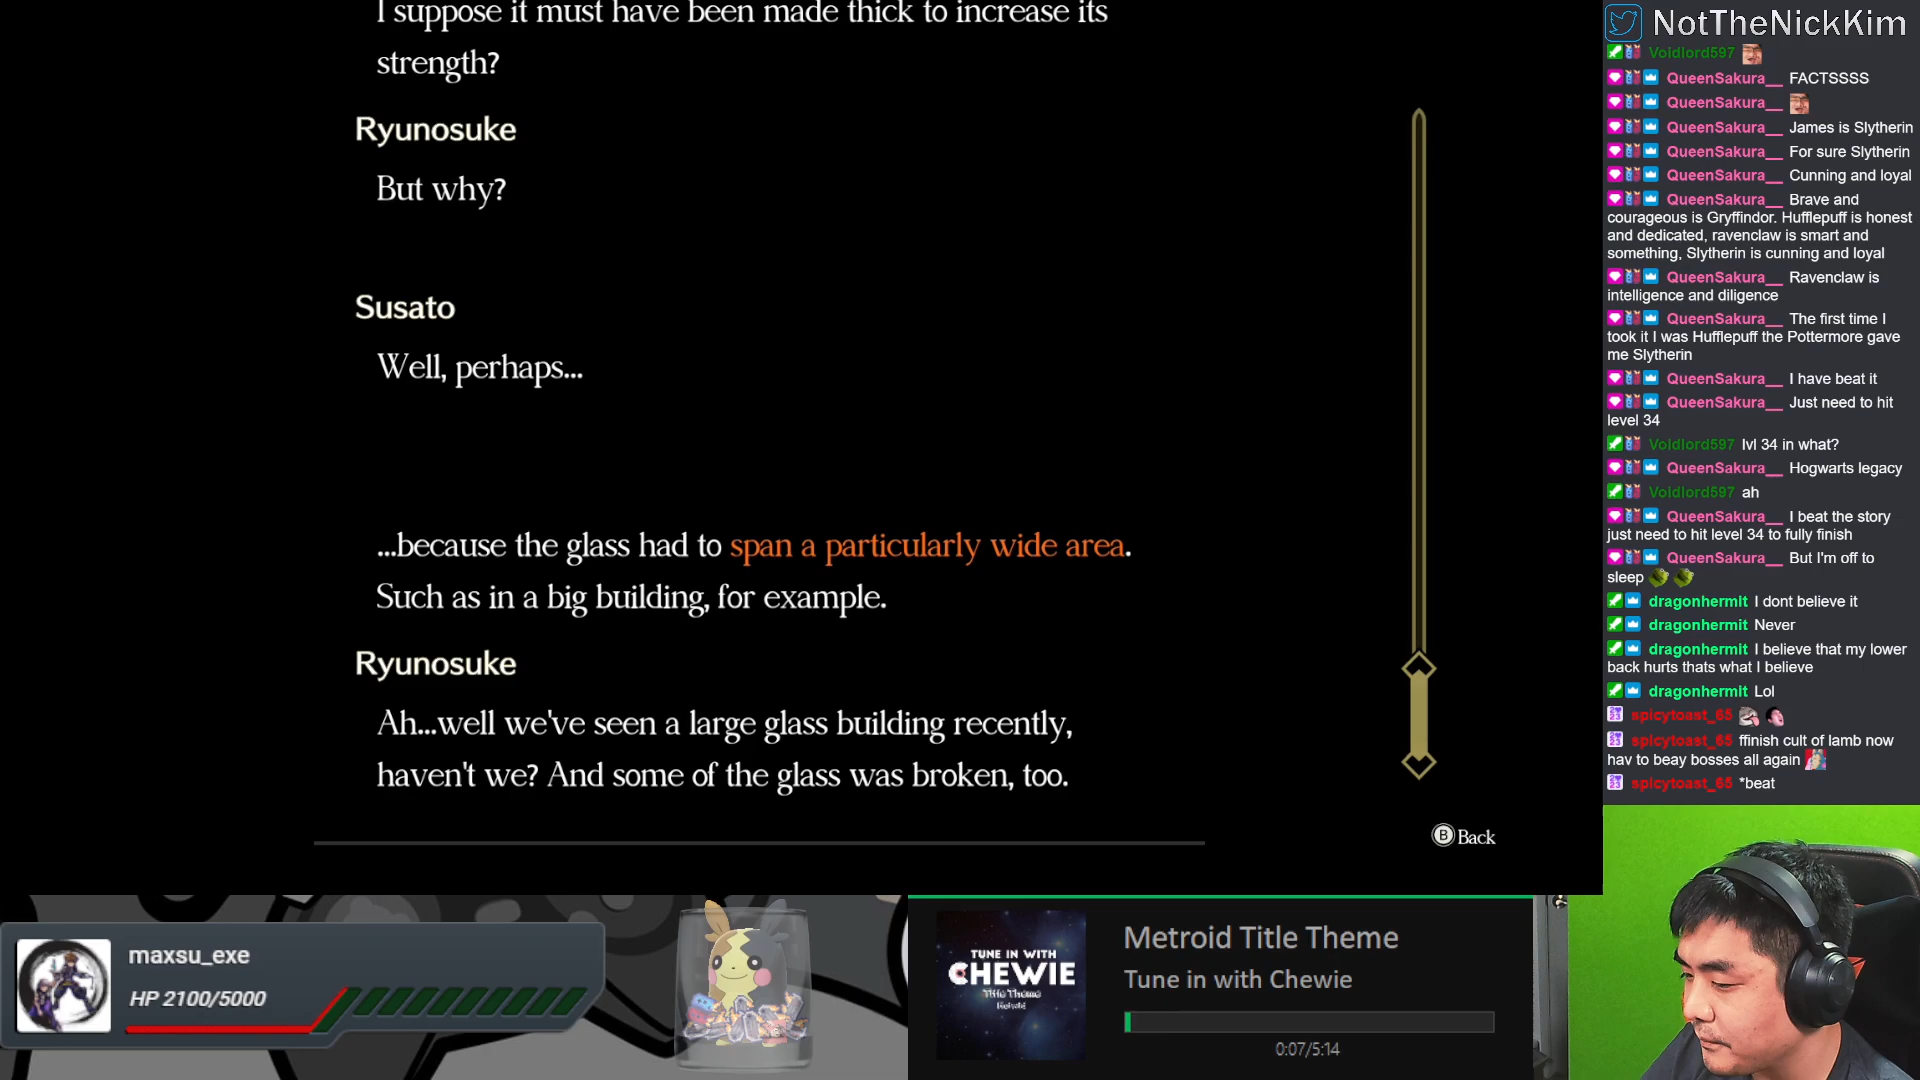 I suppose it must have been made thick to increase its
strength?
Ryunosuke
But why?
Susato
Well, perhaps...
...because the glass had to span a particularly wide area.
Such as in a big building, for example.
Ryunosuke
Ah...well we've seen a large glass building recently,
haven't we? And some of the glass was broken, too.
B Back
NotTheNickKim
Voidlord597
QueenSakura__ FACTSSSS
QueenSakura__
QueenSakura__ James is Slytherin
QueenSakura__ For sure Slytherin
QueenSakura__ Cunning and loyal
QueenSakura__ Brave and
courageous is Gryffindor. Hufflepuff is honest
and dedicated, ravenclaw is smart and
something, Slytherin is cunning and loyal
QueenSakura__ Ravenclaw is
intelligence and diligence
QueenSakura__ The first time I
took it I was Hufflepuff the Pottermore gave
me Slytherin
QueenSakura__ I have beat it
QueenSakura__ Just need to hit
level 34
Voidlord597 lvl 34 in what?
QueenSakura__ Hogwarts legacy
Voidlord597 ah
QueenSakura__ I beat the story
just need to hit level 34 to fully finish
QueenSakura__ But I'm off to
sleep
dragonhermit I dont believe it
dragonhermit Never
dragonhermit I believe that my lower
back hurts thats what I believe
dragonhermit Lol
spicytoast_65
spicytoast_65 ffinish cult of lamb now
hav to beay bosses all again
spicytoast_65 *beat
maxsu_exe
HP 2100/5000
TUNE IN WITH
CHEWIE
Title Theme
Metroid
Metroid Title Theme
Tune in with Chewie
0:07/5:14